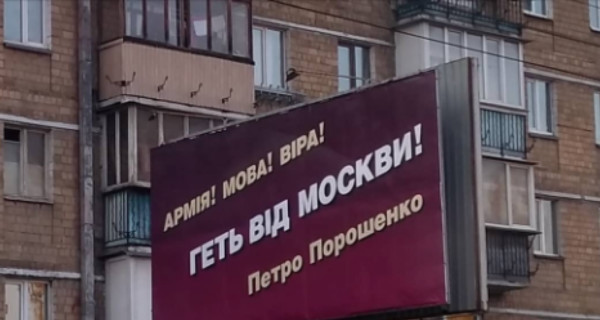 АРМІЯ! МОВА! ВІРА!
ГЕТЬ ВІД МОСКВИ!
Петро Порошенко